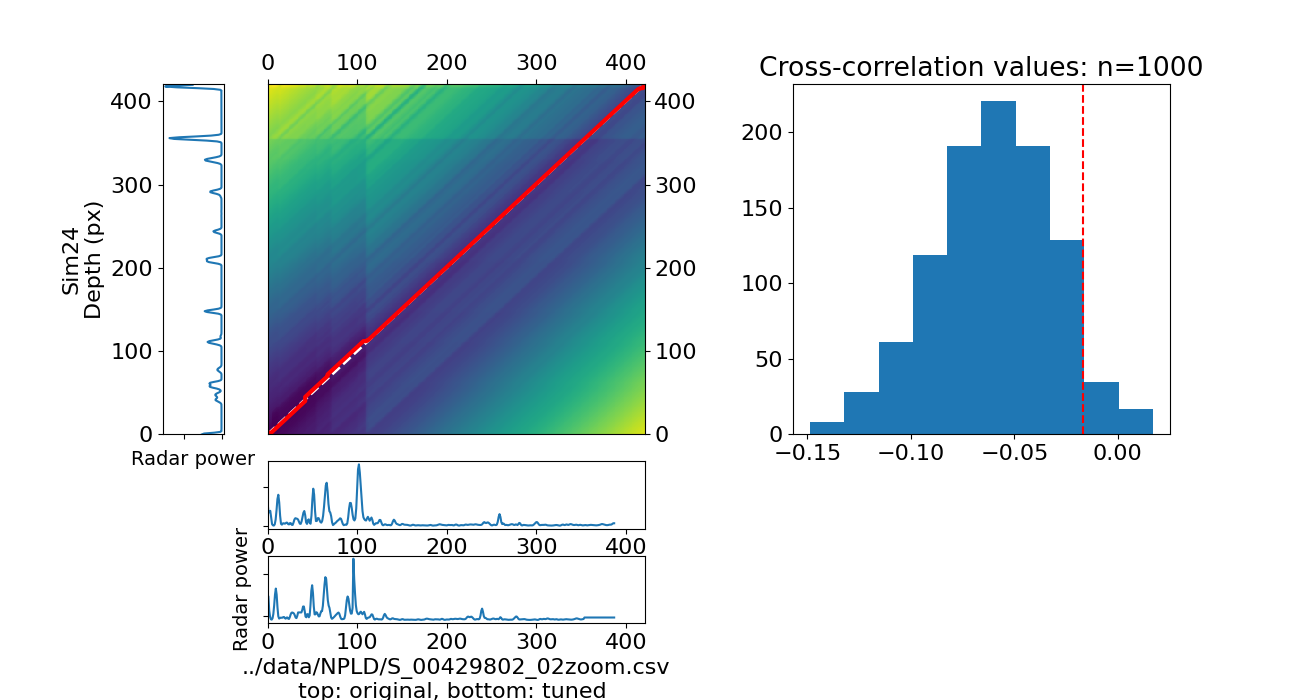 0 100 200 300 400
Cross-correlation values: n=1000
400
300
200
100
0
Sim24
Depth (px)
400
300
200
100
0
200
150
100
50
0
−0.15 −0.10 −0.05 0.00
Radar power
0 100 200 300 400
Radar power
0 100 200 300 400
../data/NPLD/S_00429802_02zoom.csv
top: original, bottom: tuned